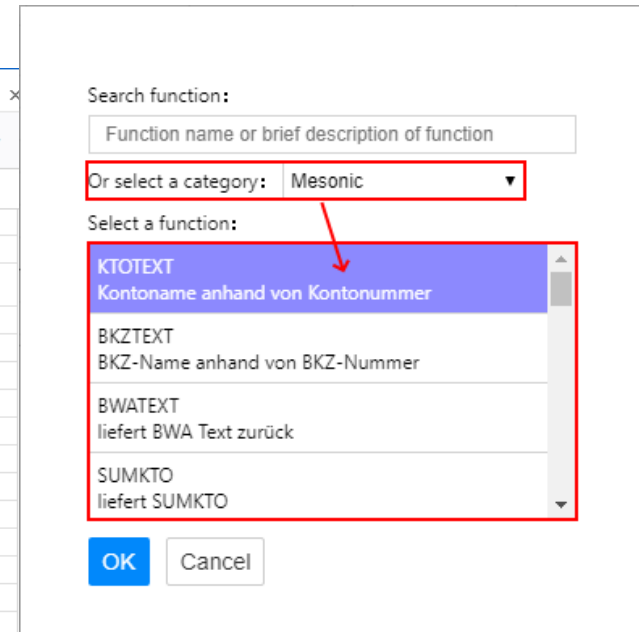 Search function:
Function name or brief description of function
Or select a category: Mesonic
Select a function:
KTOTEXT
Kontoname anhand von Kontonummer
BKZTEXT
BKZ-Name anhand von BKZ-Nummer
BWATEXT
liefert BWA Text zurück
SUMKTO
liefert SUMKTO
OK Cancel